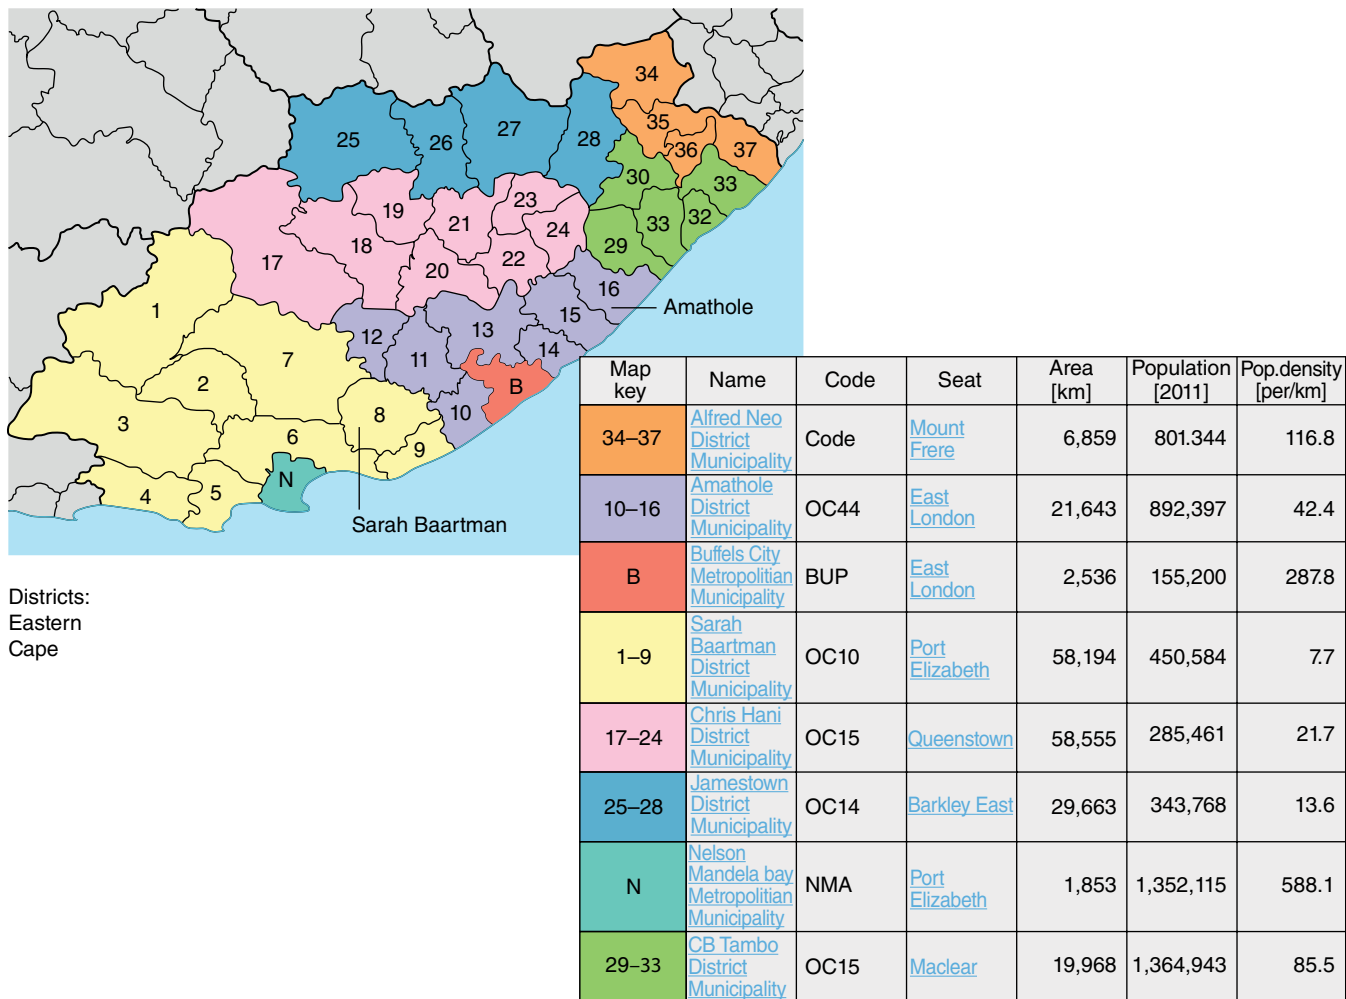 34
35
36
37
25
26
27
28
30
33
33
32
29
23
24
19
21
18
22
20
17
16
Amathole
15
1
13
12
14
11
7
B
2
8
10
3
6
9
N
4
5
Sarah Baartman
Districts:
Eastern
Cape
Map key Name Code Seat Area [km] Population [2011] Pop.density [per/km]
34–37 Alfred Neo District Municipality Code Mount Frere 6,859 801.344 116.8
10–16 Amathole District Municipality OC44 East London 21,643 892,397 42.4
B Buffels City Metropolitian Municipality BUP East London 2,536 155,200 287.8
1–9 Sarah Baartman District Municipality OC10 Port Elizabeth 58,194 450,584 7.7
17–24 Chris Hani District Municipality OC15 Queenstown 58,555 285,461 21.7
25–28 Jamestown District Municipality OC14 Barkley East 29,663 343,768 13.6
N Nelson Mandela bay Metropolitian Municipality NMA Port Elizabeth 1,853 1,352,115 588.1
29–33 CB Tambo District Municipality OC15 Maclear 19,968 1,364,943 85.5